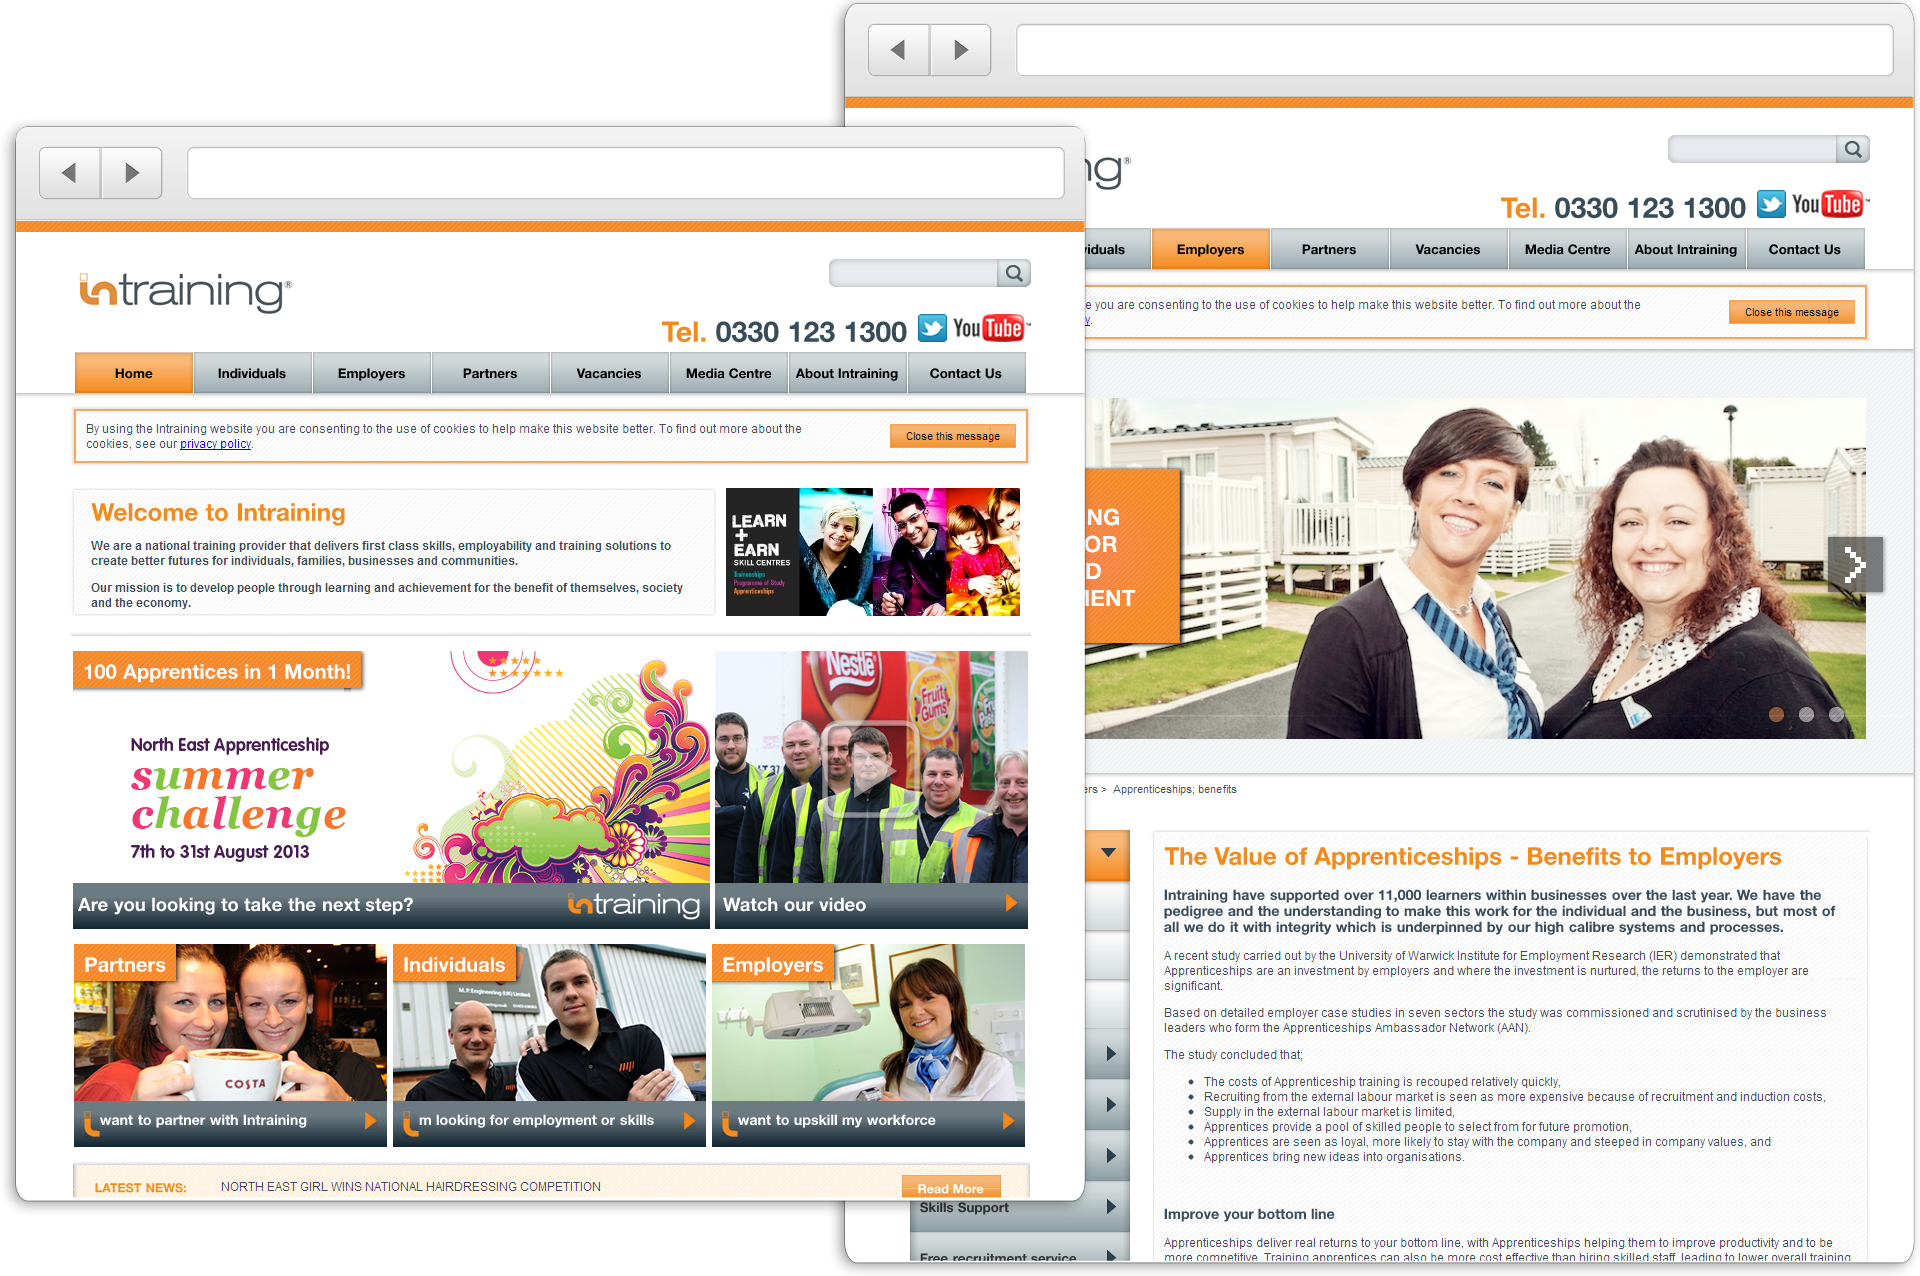 intraining®
Tel. 0330 123 1300 You Tube
Home Individuals Employers Partners Vacancies Media Centre About Intraining Contact Us
By using the Intraining website you are consenting to the use of cookies to help make this website better. To find out more about the
cookies, see our privacy policy.
Close this message
Welcome to Intraining
We are a national training provider that delivers first class skills, employability and training solutions to
create better futures for individuals, families, businesses and communities.
Our mission is to develop people through learning and achievement for the benefit of themselves, society
and the economy.
LEARN
+
EARN
SKILL CENTRES
Traineeships
Programme of Study
Apprenticeships
100 Apprentices in 1 Month!
North East Apprenticeship
summer
challenge
7th to 31st August 2013
Are you looking to take the next step?
intraining
Nestlé
Fruit
Gums
Watch our video
Partners
COSTA
i want to partner with Intraining
Individuals
M.P. Engineering (UK) Limited
i m looking for employment or skills
Employers
i want to upskill my workforce
LATEST NEWS: NORTH EAST GIRL WINS NATIONAL HAIRDRESSING COMPETITION
Read More
ng®
Tel. 0330 123 1300 You Tube
iduals Employers Partners Vacancies Media Centre About Intraining Contact Us
e you are consenting to the use of cookies to help make this website better. To find out more about the
y.
Close this message
NG
OR
D
IENT
ers > Apprenticeships; benefits
The Value of Apprenticeships - Benefits to Employers
Intraining have supported over 11,000 learners within businesses over the last year. We have the
pedigree and the understanding to make this work for the individual and the business, but most of
all we do it with integrity which is underpinned by our high calibre systems and processes.
A recent study carried out by the University of Warwick Institute for Employment Research (IER) demonstrated that
Apprenticeships are an investment by employers and where the investment is nurtured, the returns to the employer are
significant.
Based on detailed employer case studies in seven sectors the study was commissioned and scrutinised by the business
leaders who form the Apprenticeships Ambassador Network (AAN).
The study concluded that;
• The costs of Apprenticeship training is recouped relatively quickly,
• Recruiting from the external labour market is seen as more expensive because of recruitment and induction costs,
• Supply in the external labour market is limited,
• Apprentices provide a pool of skilled people to select from for future promotion,
• Apprentices are seen as loyal, more likely to stay with the company and steeped in company values, and
• Apprentices bring new ideas into organisations.
Improve your bottom line
Apprenticeships deliver real returns to your bottom line, with Apprenticeships helping them to improve productivity and to be
more competitive. Training apprentices can also be more cost effective than hiring skilled staff, leading to lower overall training
Skills Support
Free recruitment service